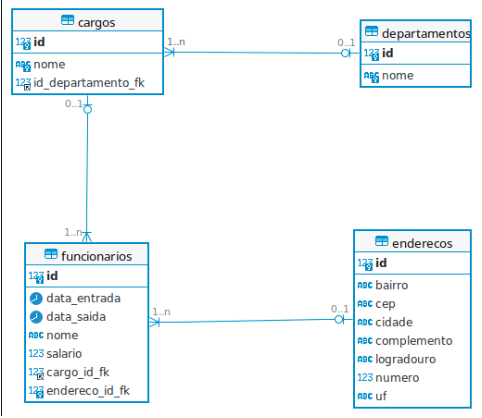 cargos
123 id
ABC nome
123 id_departamento_fk
1..n
0..1
departamentos
123 id
ABC nome
0..1
1..n
funcionarios
123 id
data_entrada
data_saida
ABC nome
123 salario
123 cargo_id_fk
123 endereco_id_fk
1..n
0..1
enderecos
123 id
ABC bairro
ABC cep
ABC cidade
ABC complemento
ABC logradouro
123 numero
ABC uf